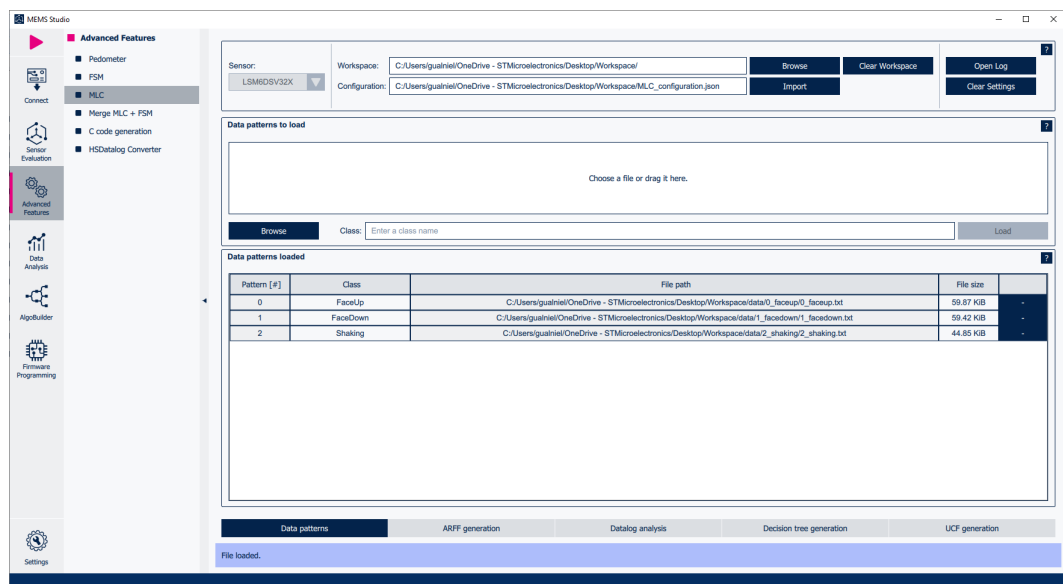 MEMS Studio
Connect
Sensor
Evaluation
Advanced
Features
Data
Analysis
AlgoBuilder
Firmware
Programming
Settings
Advanced Features
Pedometer
FSM
MLC
Merge MLC + FSM
C code generation
HSDatalog Converter
?
Sensor:
LSM6DSV32X
Workspace: C:/Users/gualniel/OneDrive - STMicroelectronics/Desktop/Workspace/ Browse Clear Workspace Open Log
Configuration: C:/Users/gualniel/OneDrive - STMicroelectronics/Desktop/Workspace/MLC_configuration.json Import Clear Settings
Data patterns to load ?
Choose a file or drag it here.
Browse Class: Enter a class name Load
Data patterns loaded ?
Pattern [#] Class File path File size
0 FaceUp C:/Users/gualniel/OneDrive - STMicroelectronics/Desktop/Workspace/data/0_faceup/0_faceup.txt 59.87 KiB -
1 FaceDown C:/Users/gualniel/OneDrive - STMicroelectronics/Desktop/Workspace/data/1_facedown/1_facedown.txt 59.42 KiB -
2 Shaking C:/Users/gualniel/OneDrive - STMicroelectronics/Desktop/Workspace/data/2_shaking/2_shaking.txt 44.85 KiB -
Data patterns ARFF generation Datalog analysis Decision tree generation UCF generation
File loaded.